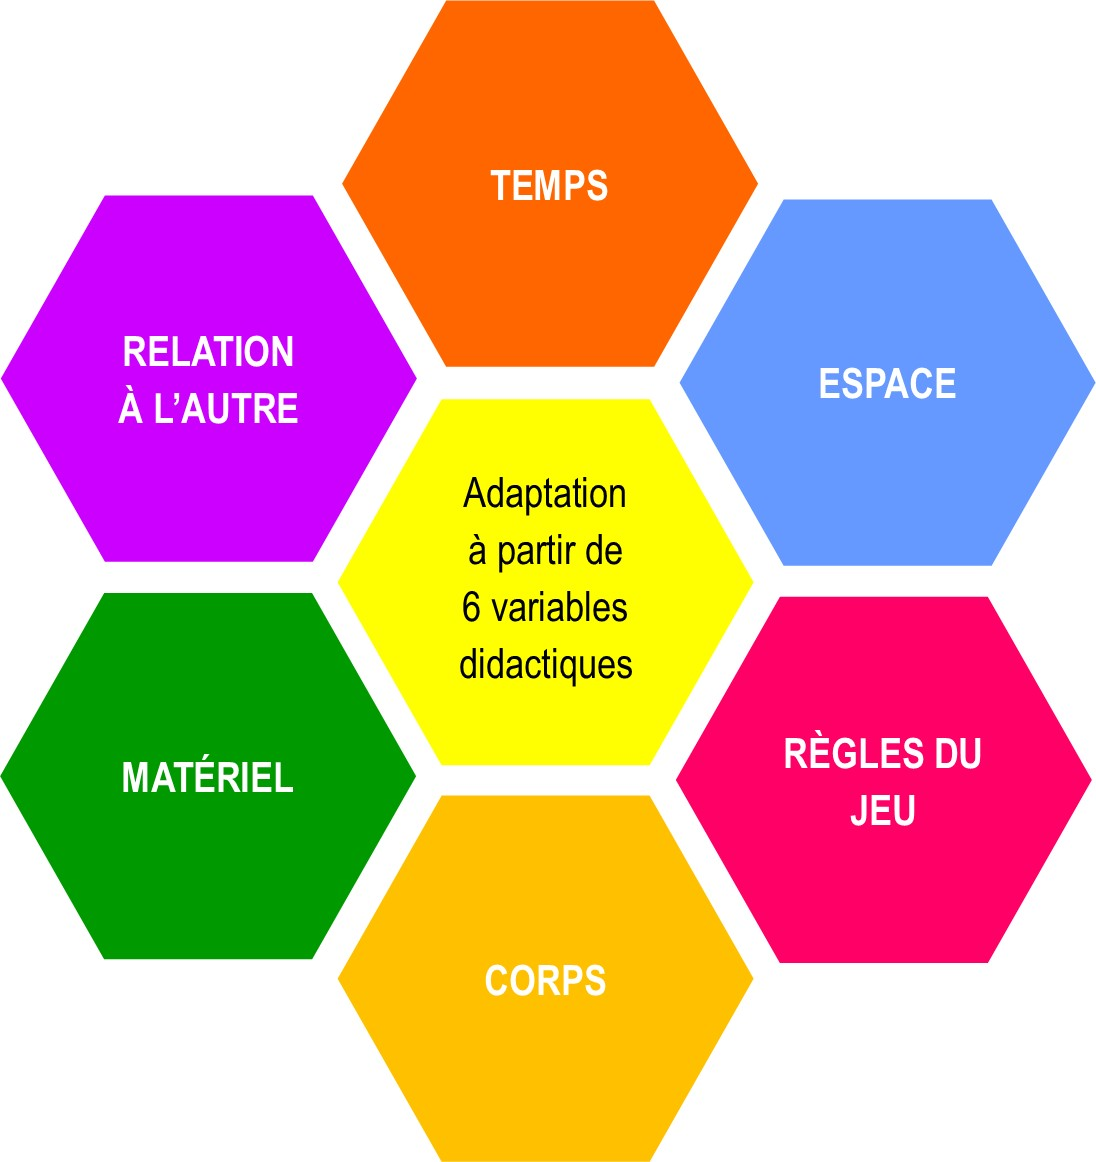 TEMPS
RELATION
À L’AUTRE
ESPACE
Adaptation
à partir de
6 variables
didactiques
MATÉRIEL
RÈGLES DU
JEU
CORPS